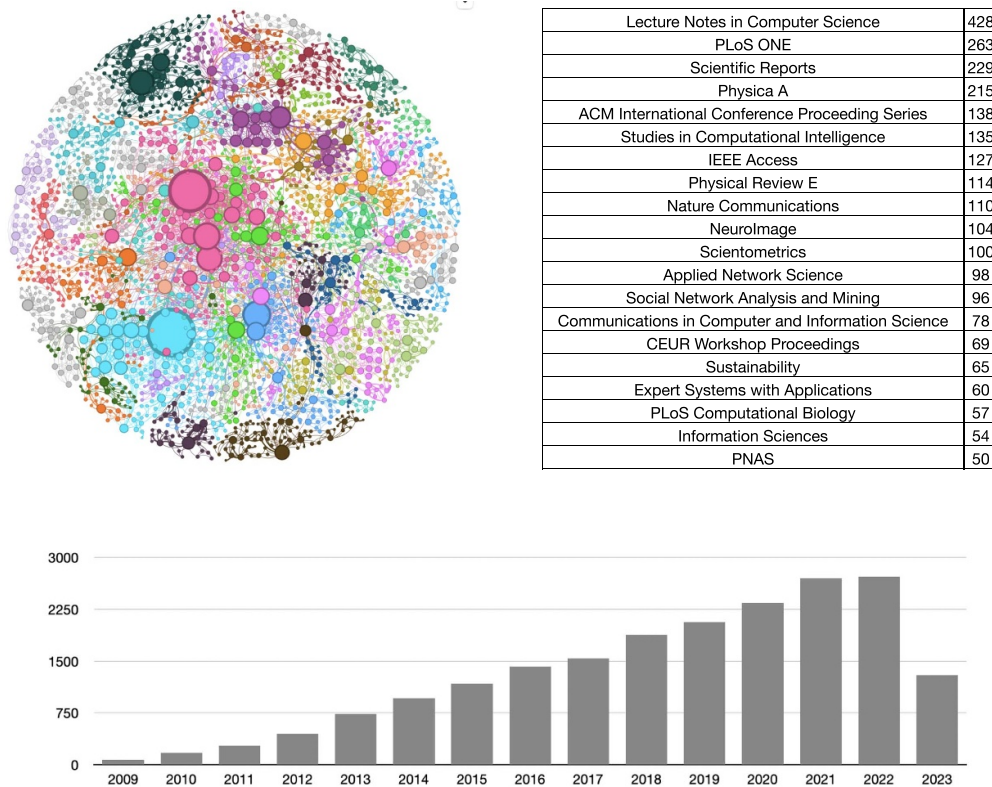 Lecture Notes in Computer Science 428
PLoS ONE 263
Scientific Reports 229
Physica A 215
ACM International Conference Proceeding Series 138
Studies in Computational Intelligence 135
IEEE Access 127
Physical Review E 114
Nature Communications 110
NeuroImage 104
Scientometrics 100
Applied Network Science 98
Social Network Analysis and Mining 96
Communications in Computer and Information Science 78
CEUR Workshop Proceedings 69
Sustainability 65
Expert Systems with Applications 60
PLoS Computational Biology 57
Information Sciences 54
PNAS 50
3000
2250
1500
750
0
2009 2010 2011 2012 2013 2014 2015 2016 2017 2018 2019 2020 2021 2022 2023